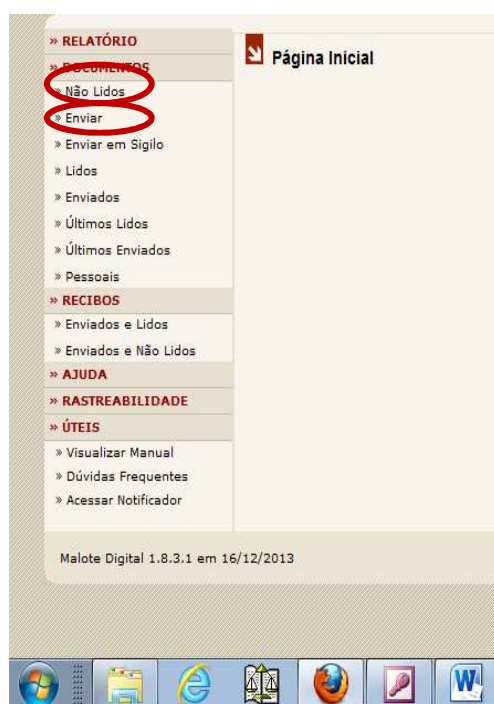 » RELATÓRIO
Página Inicial
» DOCUMENTOS
» Não Lidos
» Enviar
» Enviar em Sigilo
» Lidos
» Enviados
» Últimos Lidos
» Últimos Enviados
» Pessoais
» RECIBOS
» Enviados e Lidos
» Enviados e Não Lidos
» AJUDA
» RASTREABILIDADE
» ÚTEIS
» Visualizar Manual
» Dúvidas Frequentes
» Acessar Notificador
Malote Digital 1.8.3.1 em 16/12/2013